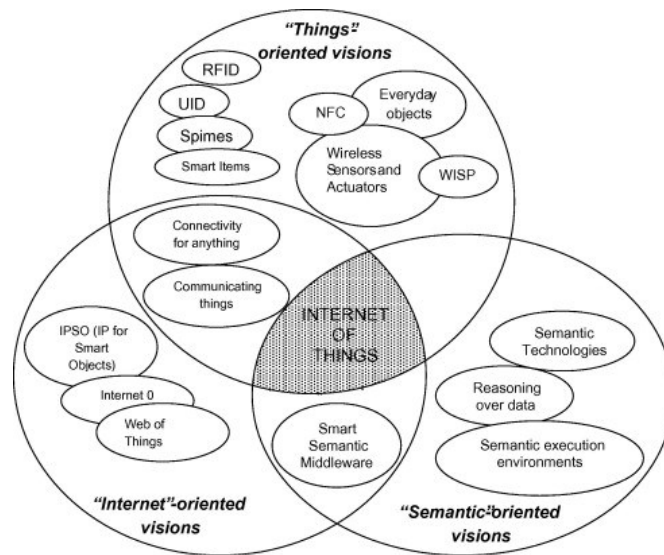 “Things”-
oriented visions
RFID
UID
Spimes
Smart Items
NFC
Everyday
objects
Wireless
Sensors and
Actuators
WISP
Connectivity
for anything
Communicating
things
INTERNET
OF
THINGS
IPSO (IP for
Smart
Objects)
Internet 0
Web of
Things
Semantic
Technologies
Reasoning
over data
Semantic execution
environments
Smart
Semantic
Middleware
“Internet”-oriented
visions
“Semantic”-oriented
visions